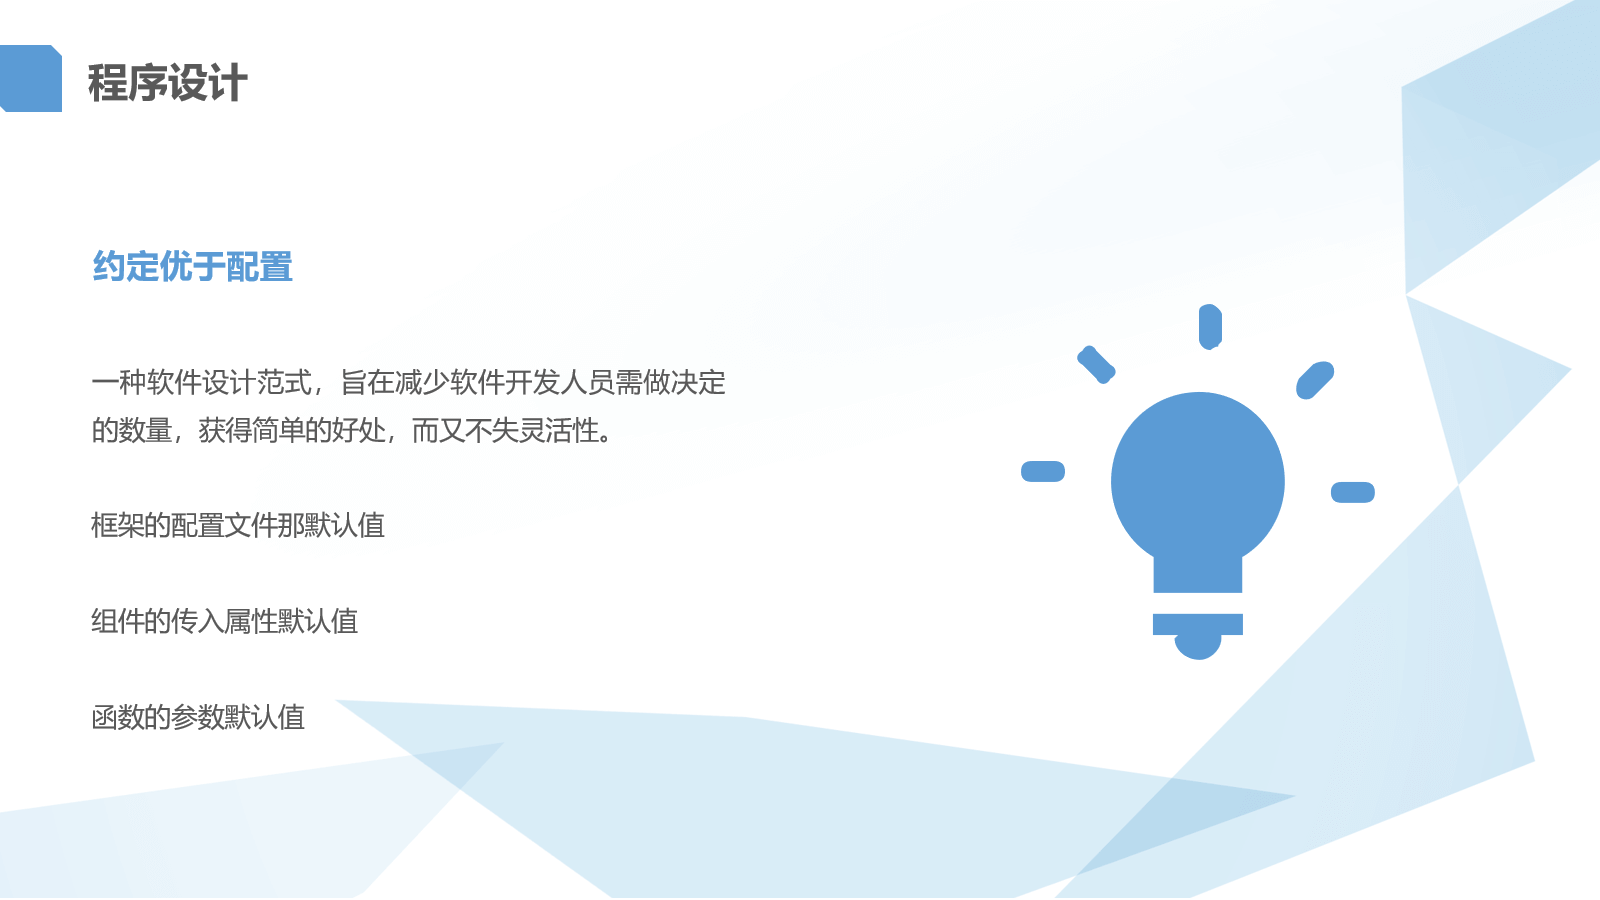 程序设计
约定优于配置
一种软件设计范式，旨在减少软件开发人员需做决定
的数量，获得简单的好处，而又不失灵活性。
框架的配置文件那默认值
组件的传入属性默认值
函数的参数默认值